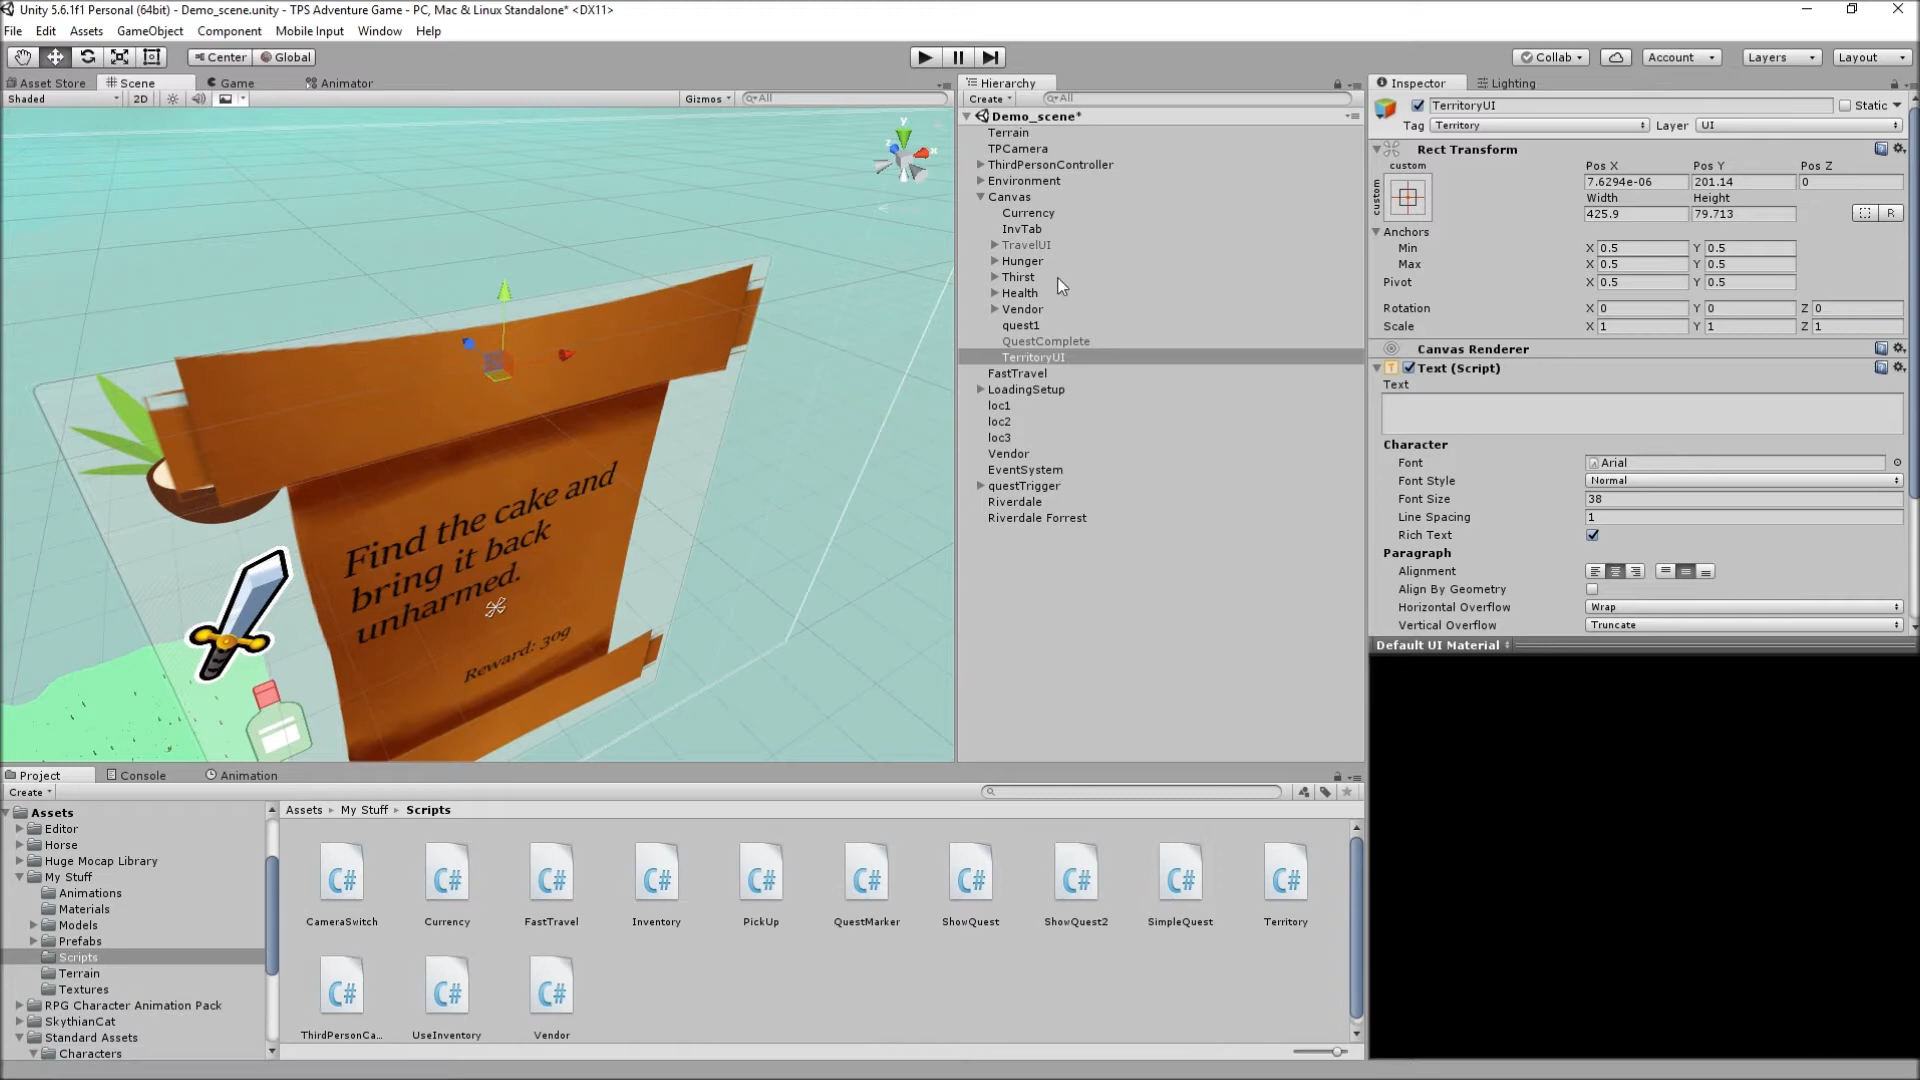 Unity 5.6.1f1 Personal (64bit) - Demo_scene.unity - TPS Adventure Game - PC, Mac & Linux Standalone* <DX11>
File Edit Assets GameObject Component Mobile Input Window Help
Center Global Collab Account Layers Layout
Asset Store Scene Game Animator
Shaded 2D Gizmos All
y
x
z
Find the cake and
bring it back
unharmed.
Reward: 30g
Hierarchy
Create All
Demo_scene*
Terrain
TPCamera
ThirdPersonController
Environment
Canvas
Currency
InvTab
TravelUI
Hunger
Thirst
Health
Vendor
quest1
QuestComplete
TerritoryUI
FastTravel
LoadingSetup
loc1
loc2
loc3
Vendor
EventSystem
questTrigger
Riverdale
Riverdale Forrest
Inspector Lighting
TerritoryUI Static
Tag Territory Layer UI
Rect Transform
custom Pos X Pos Y Pos Z
custom 7.6294e-06 201.14 0
Width Height
425.9 79.713 R
Anchors
Min X 0.5 Y 0.5
Max X 0.5 Y 0.5
Pivot X 0.5 Y 0.5
Rotation X 0 Y 0 Z 0
Scale X 1 Y 1 Z 1
Canvas Renderer
T Text (Script)
Text
Character
Font Arial
Font Style Normal
Font Size 38
Line Spacing 1
Rich Text
Paragraph
Alignment
Align By Geometry
Horizontal Overflow Wrap
Vertical Overflow Truncate
Default UI Material
Project Console Animation
Create
Assets
Editor
Horse
Huge Mocap Library
My Stuff
Animations
Materials
Models
Prefabs
Scripts
Terrain
Textures
RPG Character Animation Pack
SkythianCat
Standard Assets
Characters
Assets My Stuff Scripts
C# C# C# C# C# C# C# C# C# C#
CameraSwitch Currency FastTravel Inventory PickUp QuestMarker ShowQuest ShowQuest2 SimpleQuest Territory
C# C# C#
ThirdPersonCa... UseInventory Vendor